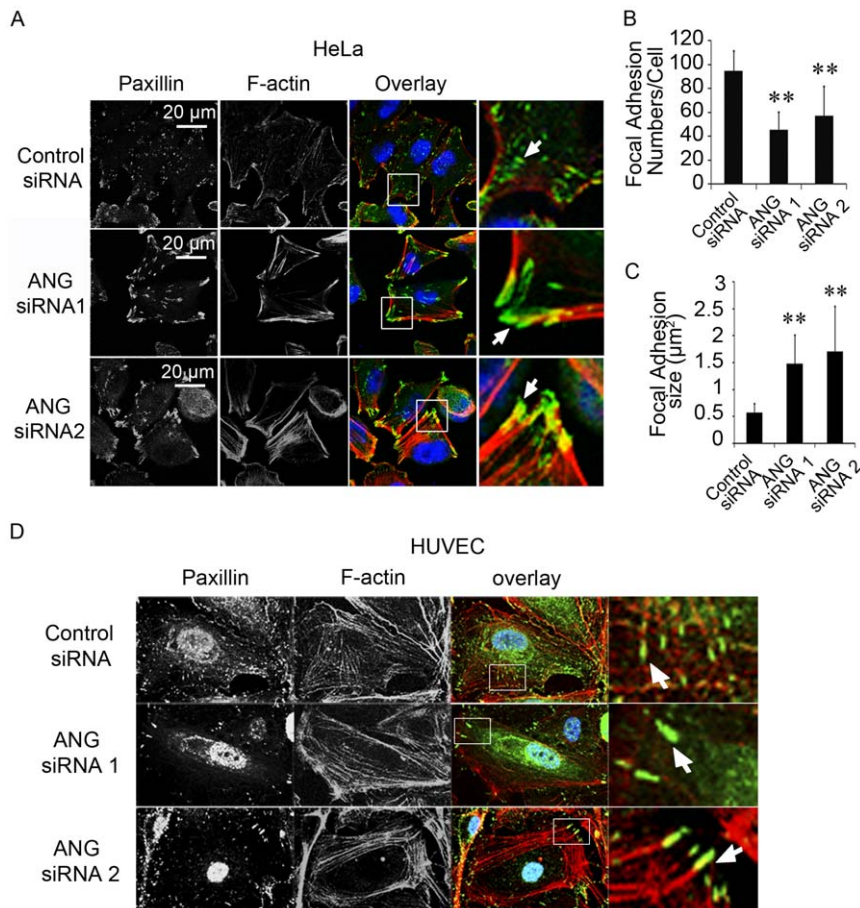 A
HeLa
Paxillin F-actin Overlay
20 µm
Control
siRNA
20 µm
ANG
siRNA1
20 µm
ANG
siRNA2
B
Focal Adhesion
Numbers/Cell
120
100
80
60
40
20
0
**
**
Control
siRNA
ANG
siRNA 1
ANG
siRNA 2
C
Focal Adhesion
size (µm²)
3
2.5
2
1.5
1
0.5
0
**
**
Control
siRNA
ANG
siRNA 1
ANG
siRNA 2
D
HUVEC
Paxillin F-actin overlay
Control
siRNA
ANG
siRNA 1
ANG
siRNA 2